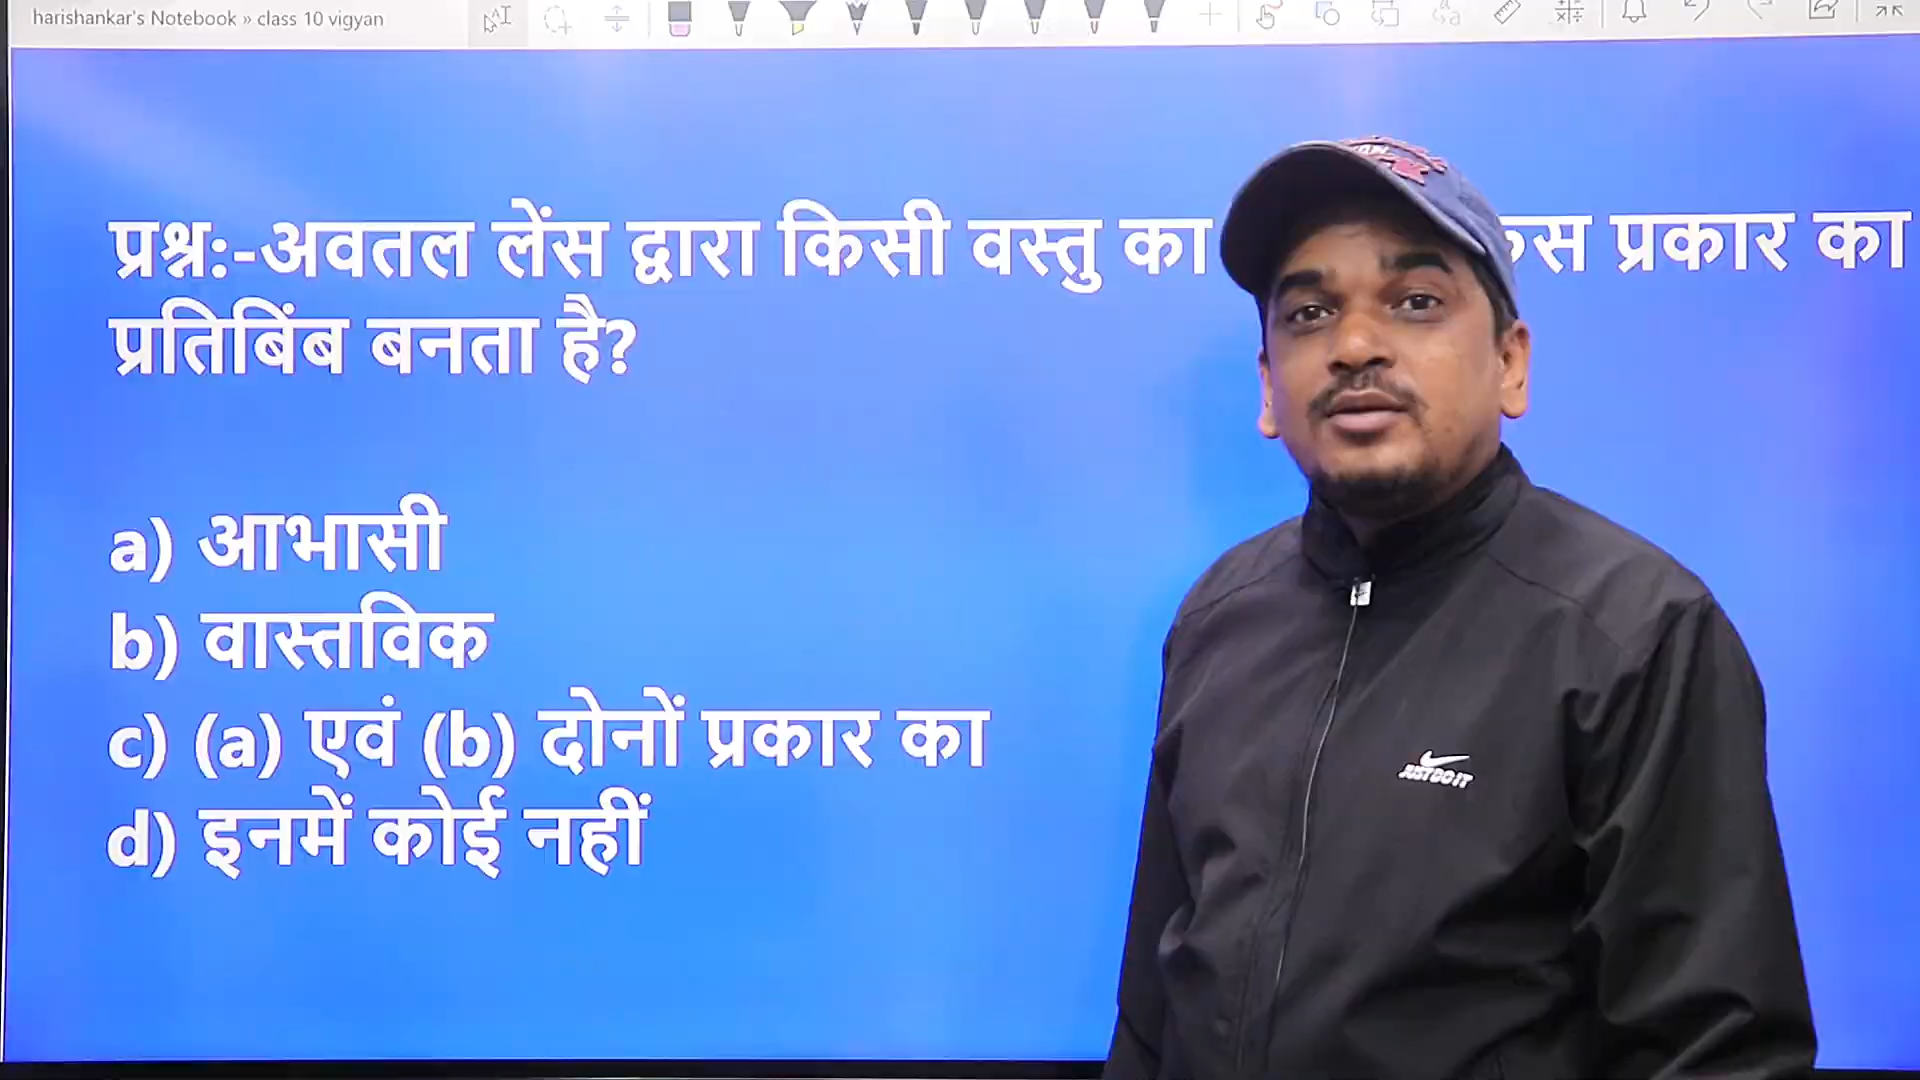 harishankar's Notebook » class 10 vigyan
प्रश्न:-अवतल लेंस द्वारा किसी वस्तु का प्रकार का
प्रतिबिंब बनता है?
a) आभासी
b) वास्तविक
c) (a) एवं (b) दोनों प्रकार का
d) इनमें कोई नहीं
JUST DO IT